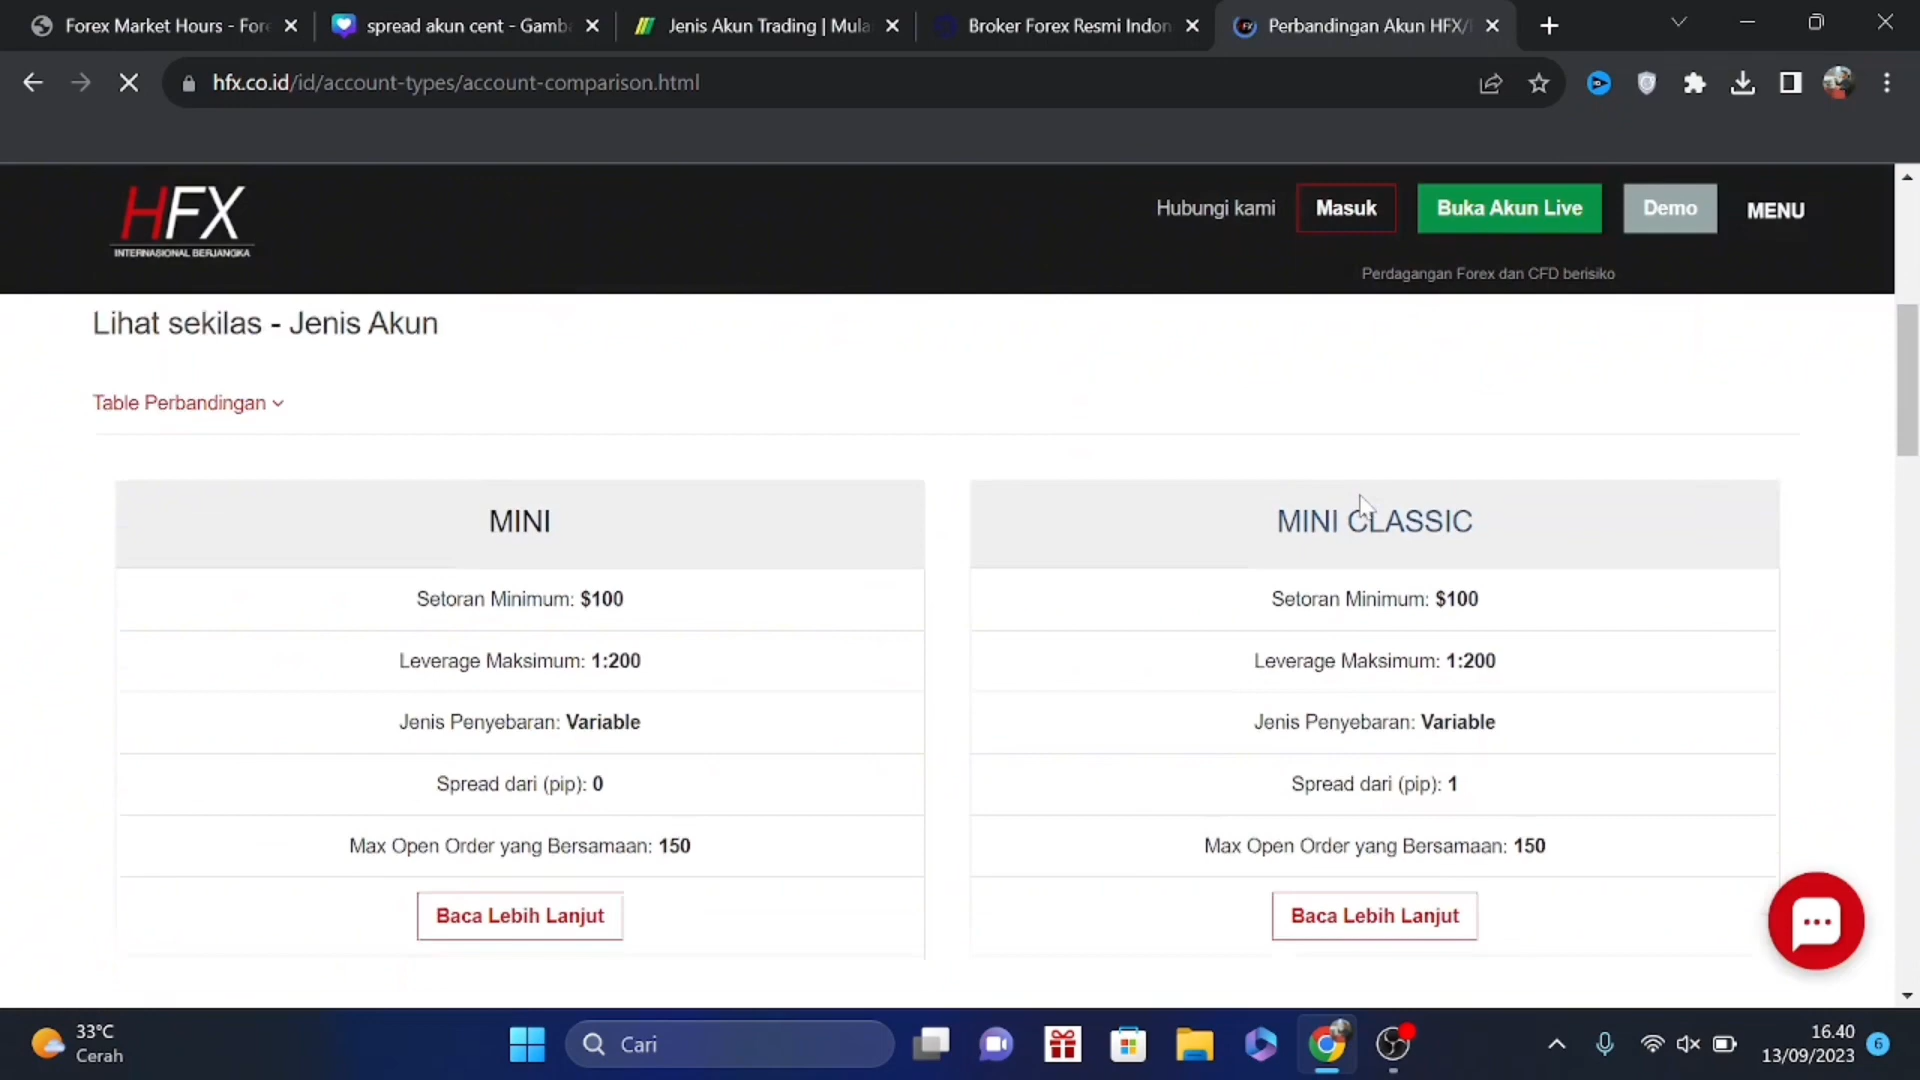 Forex Market Hours - Fore
spread akun cent - Gamba
Jenis Akun Trading | Mula
Broker Forex Resmi Indon
Perbandingan Akun HFX/
hfx.co.id/id/account-types/account-comparison.html
HFX
INTERNASIONAL BERJANGKA
Hubungi kami
Masuk
Buka Akun Live
Demo
MENU
Perdagangan Forex dan CFD berisiko
Lihat sekilas - Jenis Akun
Table Perbandingan
MINI
Setoran Minimum: $100
Leverage Maksimum: 1:200
Jenis Penyebaran: Variable
Spread dari (pip): 0
Max Open Order yang Bersamaan: 150
Baca Lebih Lanjut
MINI CLASSIC
Setoran Minimum: $100
Leverage Maksimum: 1:200
Jenis Penyebaran: Variable
Spread dari (pip): 1
Max Open Order yang Bersamaan: 150
Baca Lebih Lanjut
33°C
Cerah
Cari
16.40
13/09/2023
6